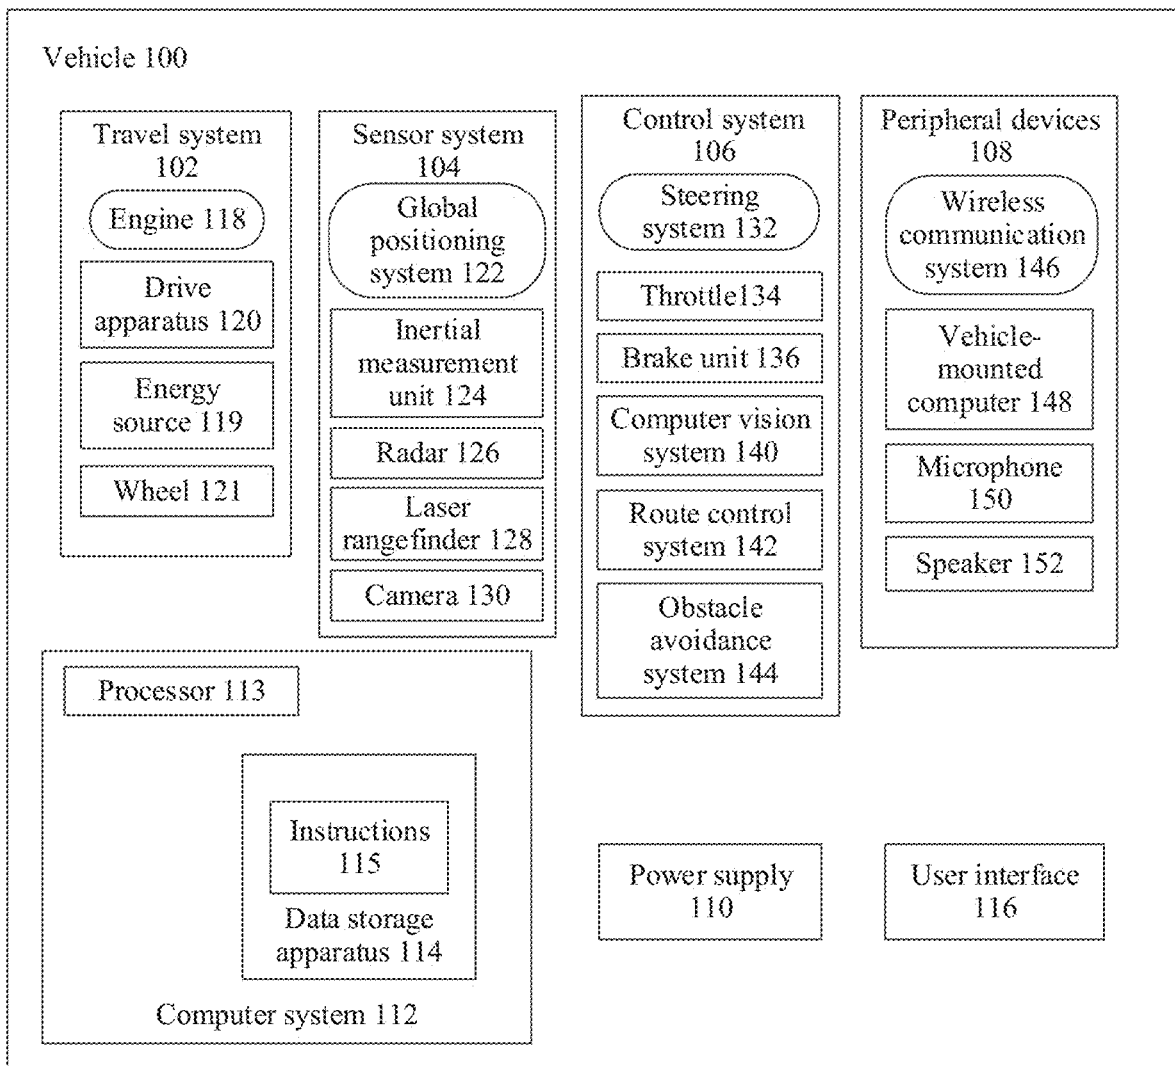 Vehicle 100
Travel system
102
Engine 118
Drive
apparatus 120
Energy
source 119
Wheel 121
Sensor system
104
Global
positioning
system 122
Inertial
measurement
unit 124
Radar 126
Laser
rangefinder 128
Camera 130
Control system
106
Steering
system 132
Throttle134
Brake unit 136
Computer vision
system 140
Route control
system 142
Obstacle
avoidance
system 144
Peripheral devices
108
Wireless
communication
system 146
Vehicle-
mounted
computer 148
Microphone
150
Speaker 152
Processor 113
Instructions
115
Data storage
apparatus 114
Computer system 112
Power supply
110
User interface
116